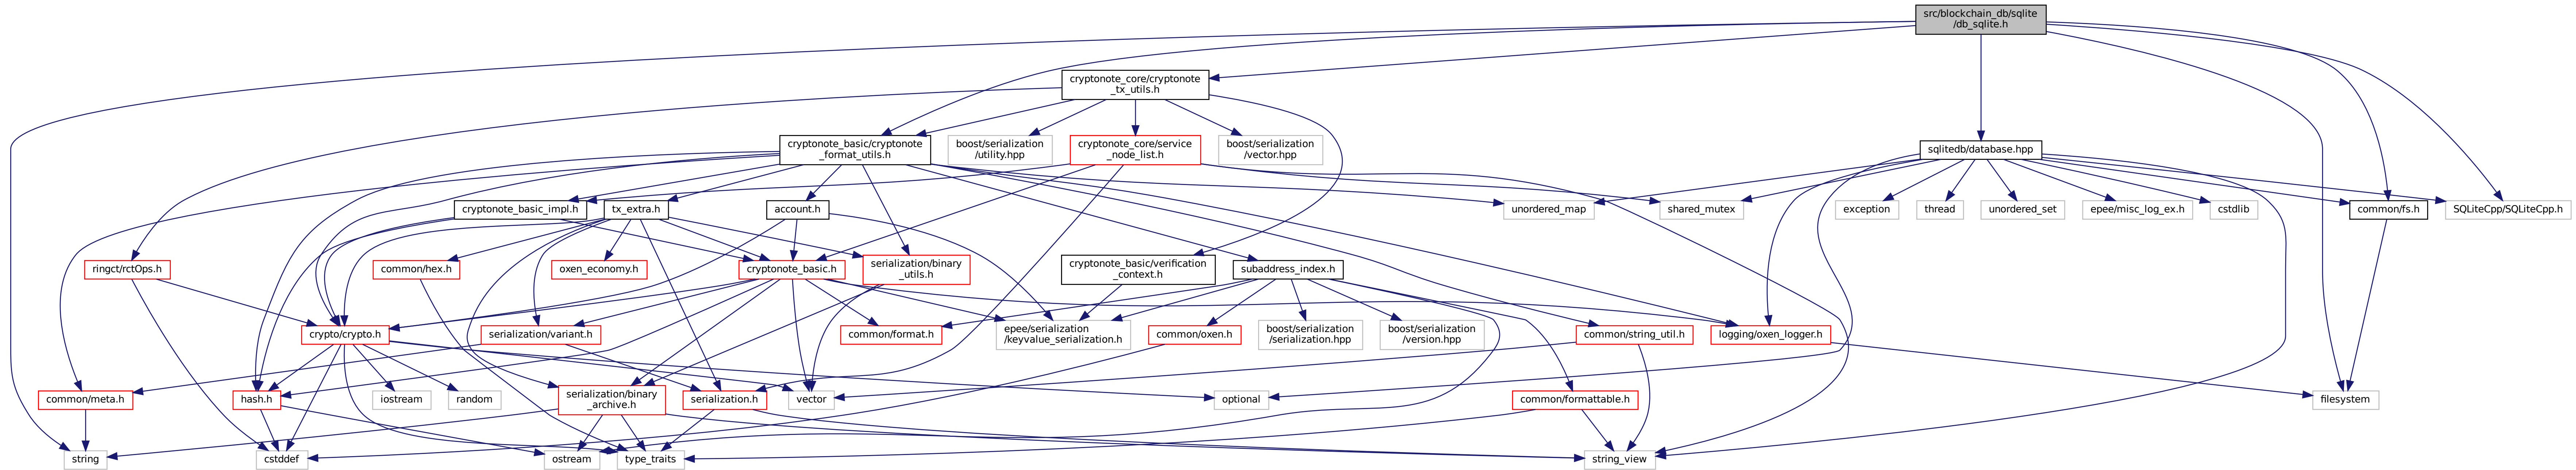 src/blockchain_db/sqlite
/db_sqlite.h
cryptonote_core/cryptonote
_tx_utils.h
cryptonote_basic/cryptonote
_format_utils.h
boost/serialization
/utility.hpp
cryptonote_core/service
_node_list.h
boost/serialization
/vector.hpp
sqlitedb/database.hpp
cryptonote_basic_impl.h
tx_extra.h
account.h
unordered_map
shared_mutex
exception
thread
unordered_set
epee/misc_log_ex.h
cstdlib
common/fs.h
SQLiteCpp/SQLiteCpp.h
ringct/rctOps.h
common/hex.h
oxen_economy.h
cryptonote_basic.h
serialization/binary
_utils.h
cryptonote_basic/verification
_context.h
subaddress_index.h
crypto/crypto.h
serialization/variant.h
common/format.h
epee/serialization
/keyvalue_serialization.h
common/oxen.h
boost/serialization
/serialization.hpp
boost/serialization
/version.hpp
common/string_util.h
logging/oxen_logger.h
common/meta.h
hash.h
iostream
random
serialization/binary
_archive.h
serialization.h
vector
optional
common/formattable.h
filesystem
string
cstddef
ostream
type_traits
string_view